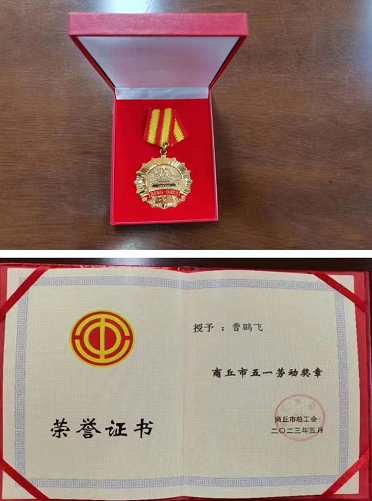 荣誉证书
授予：曹鹏飞
商丘市五一劳动奖章
商丘市总工会
二〇二三年五月